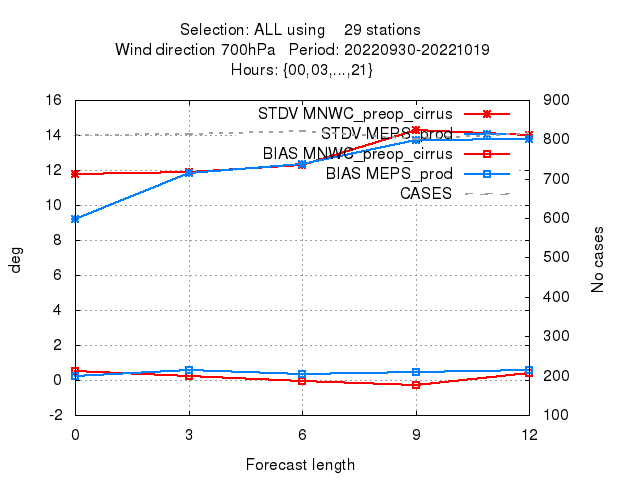 Selection: ALL using 29 stations
Wind direction 700hPa Period: 20220930-20221019
Hours: {00,03,...,21}
STDV MNWC_preop_cirrus
STDV MEPS_prod
BIAS MNWC_preop_cirrus
BIAS MEPS_prod
CASES
16
14
12
10
8
6
4
2
0
-2
deg
900
800
700
600
500
400
300
200
100
No cases
0 3 6 9 12
Forecast length